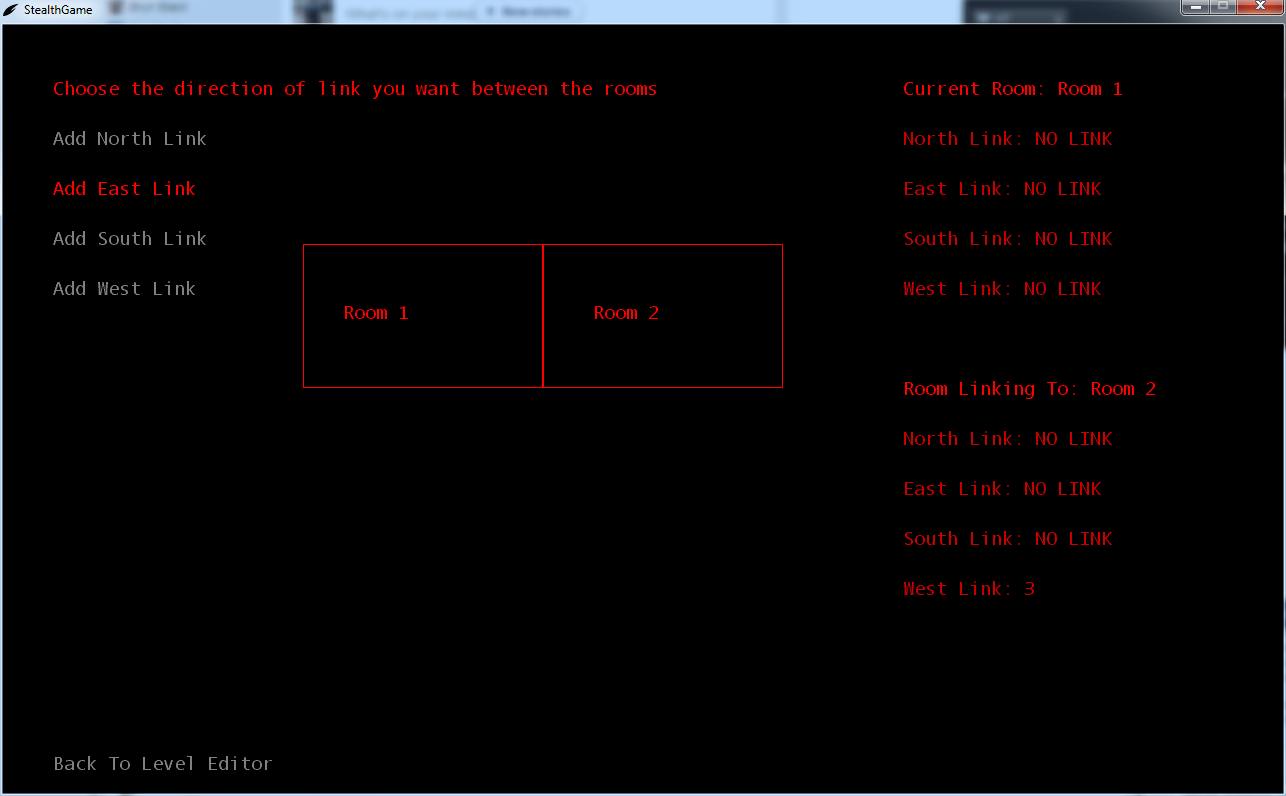 StealthGame
Choose the direction of link you want between the rooms
Add North Link
Add East Link
Add South Link
Add West Link
Room 1
Room 2
Current Room: Room 1
North Link: NO LINK
East Link: NO LINK
South Link: NO LINK
West Link: NO LINK
Room Linking To: Room 2
North Link: NO LINK
East Link: NO LINK
South Link: NO LINK
West Link: 3
Back To Level Editor